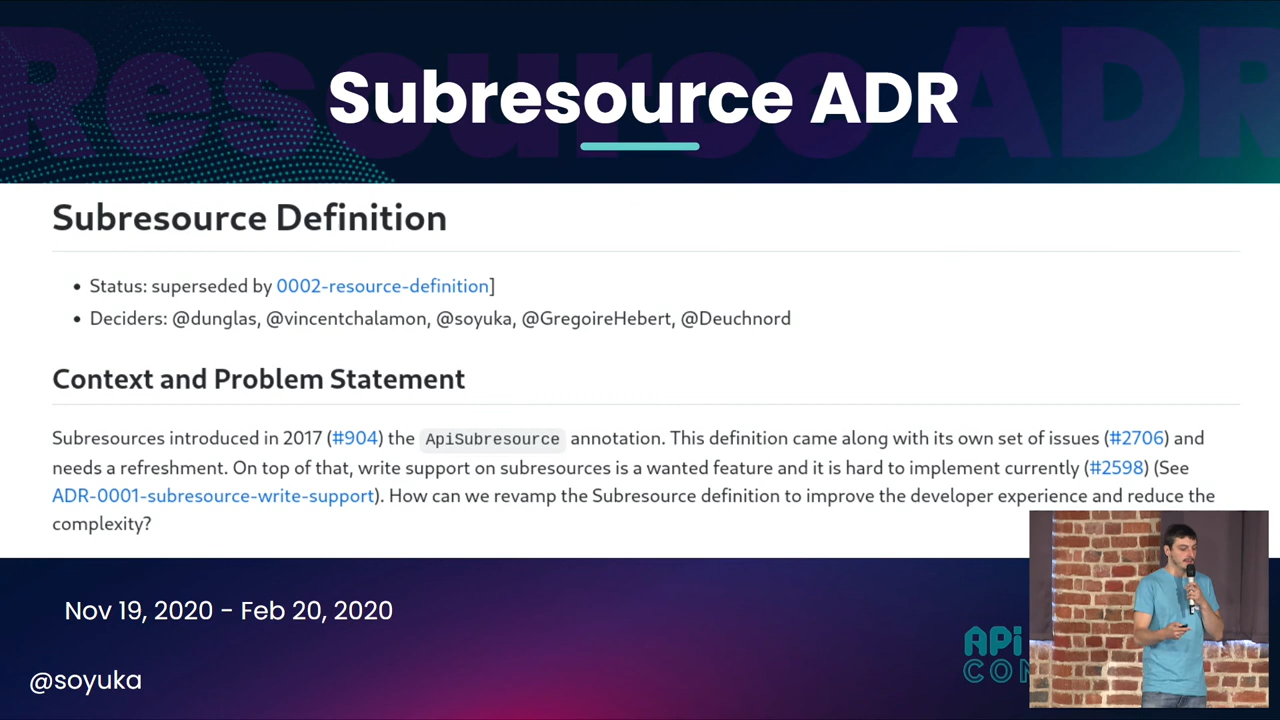 Subresource ADR
Subresource Definition
• Status: superseded by 0002-resource-definition]
• Deciders: @dunglas, @vincentchalamon, @soyuka, @GregoireHebert, @Deuchnord
Context and Problem Statement
Subresources introduced in 2017 (#904) the ApiSubresource annotation. This definition came along with its own set of issues (#2706) and
needs a refreshment. On top of that, write support on subresources is a wanted feature and it is hard to implement currently (#2598) (See
ADR-0001-subresource-write-support). How can we revamp the Subresource definition to improve the developer experience and reduce the
complexity?
Nov 19, 2020 - Feb 20, 2020
@soyuka
APi
CON